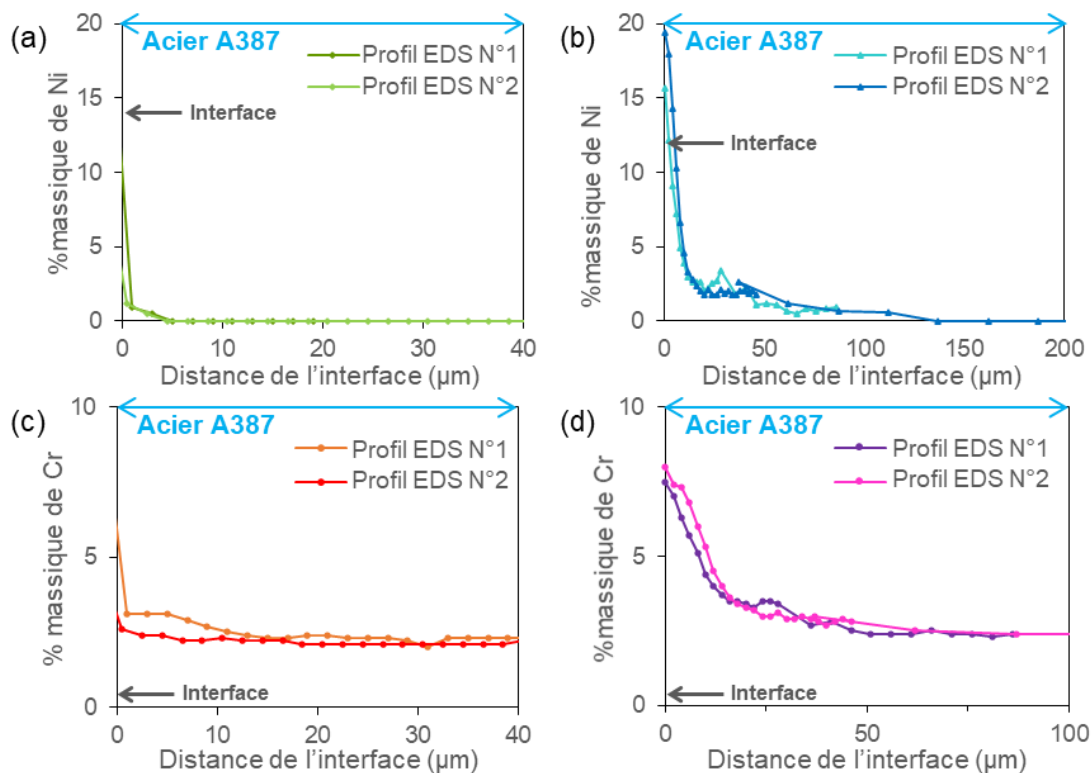 (a)
20
15
10
5
0
%massique de Ni
Acier A387
Profil EDS N°1
Profil EDS N°2
Interface
0 10 20 30 40
Distance de l'interface (µm)
(b)
20
15
10
5
0
%massique de Ni
Acier A387
Profil EDS N°1
Profil EDS N°2
Interface
0 50 100 150 200
Distance de l'interface (µm)
(c)
10
5
0
% massique de Cr
Acier A387
Profil EDS N°1
Profil EDS N°2
Interface
0 10 20 30 40
Distance de l'interface (µm)
(d)
10
5
0
%massique de Cr
Acier A387
Profil EDS N°1
Profil EDS N°2
Interface
0 50 100
Distance de l'interface (µm)